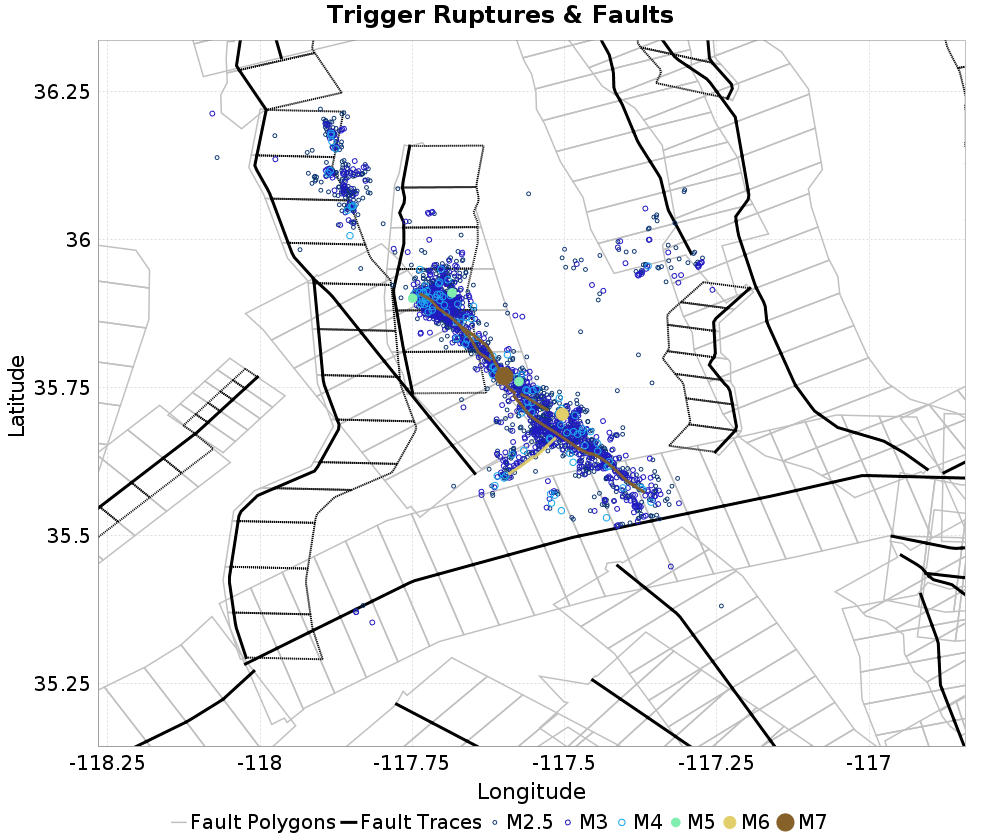 Trigger Ruptures & Faults
36.25
36
35.75
35.5
35.25
Latitude
-118.25 -118 -117.75 -117.5 -117.25 -117
Longitude
Fault Polygons Fault Traces M2.5 M3 M4 M5 M6 M7